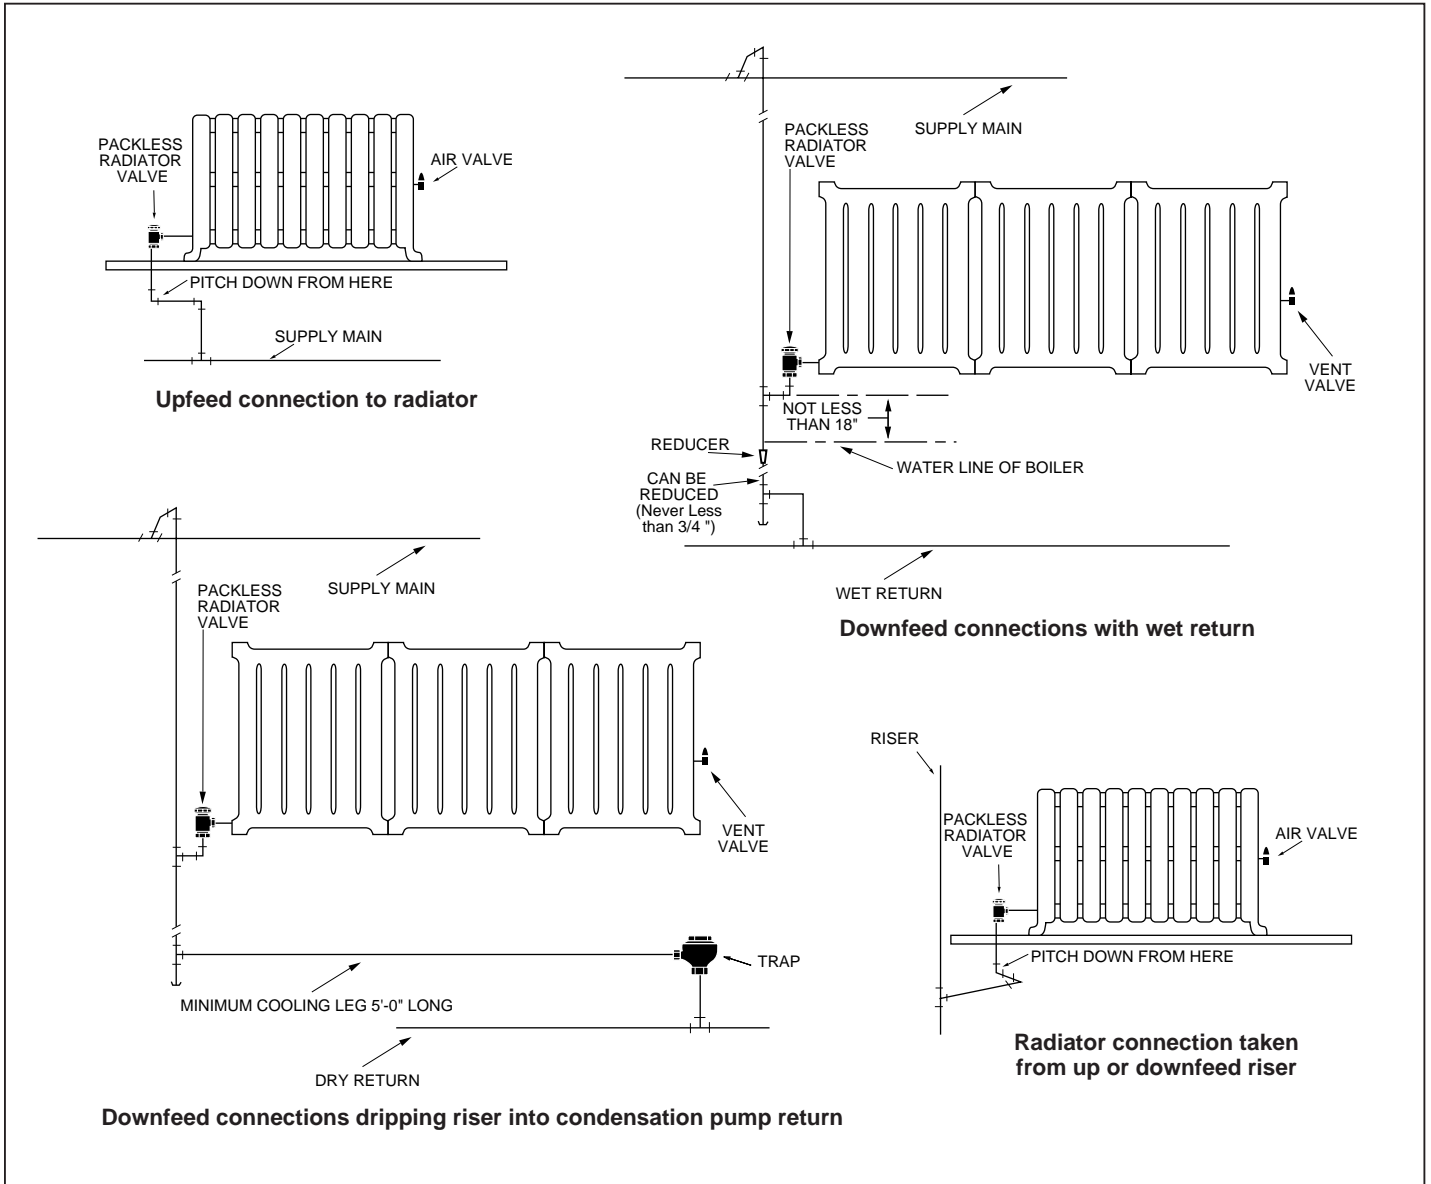 PACKLESS
RADIATOR
VALVE
AIR VALVE
PITCH DOWN FROM HERE
SUPPLY MAIN
Upfeed connection to radiator
SUPPLY MAIN
PACKLESS
RADIATOR
VALVE
VENT
VALVE
NOT LESS
THAN 18"
REDUCER
WATER LINE OF BOILER
CAN BE
REDUCED
(Never Less
than 3/4 ")
WET RETURN
Downfeed connections with wet return
SUPPLY MAIN
PACKLESS
RADIATOR
VALVE
VENT
VALVE
TRAP
MINIMUM COOLING LEG 5'-0" LONG
DRY RETURN
Downfeed connections dripping riser into condensation pump return
RISER
PACKLESS
RADIATOR
VALVE
AIR VALVE
PITCH DOWN FROM HERE
Radiator connection taken
from up or downfeed riser